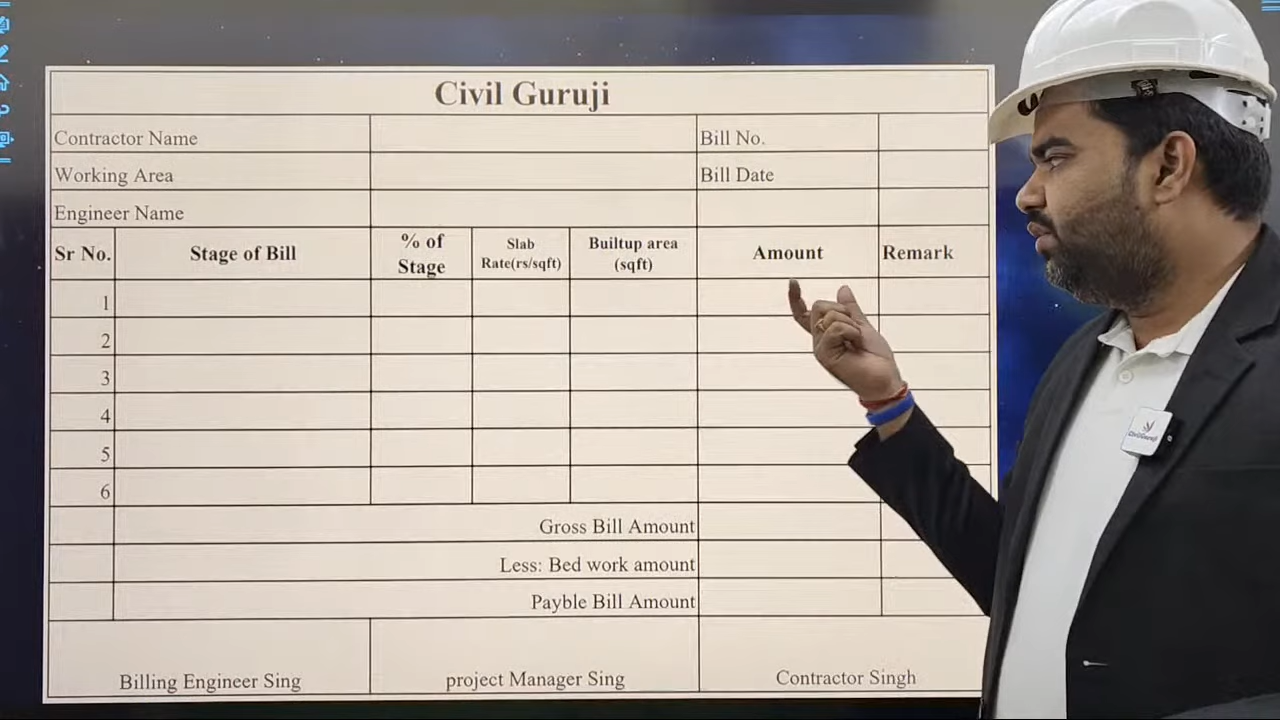 Civil Guruji
Contractor Name Bill No.
Working Area Bill Date
Engineer Name
Sr No. Stage of Bill % of Stage Slab Rate(rs/sqft) Builtup area (sqft) Amount Remark
1
2
3
4
5
6
Gross Bill Amount
Less: Bed work amount
Payble Bill Amount
Billing Engineer Sing project Manager Sing Contractor Singh
Civil Guruji